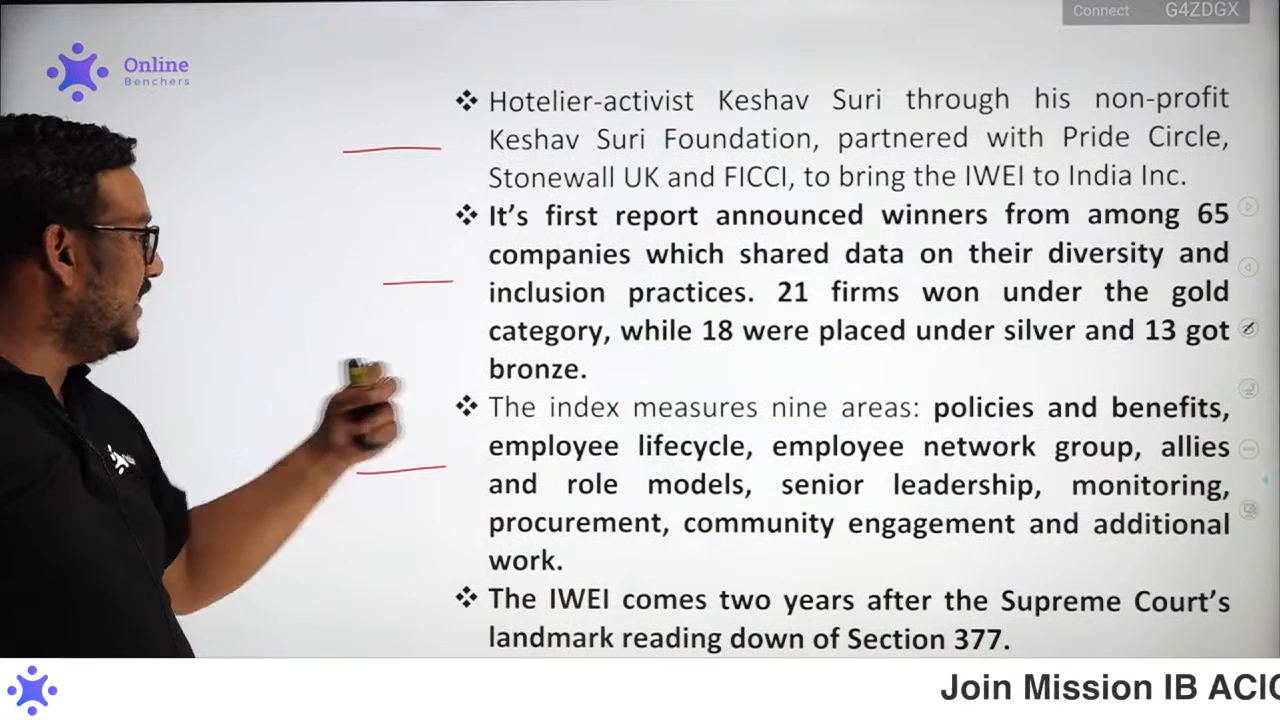 Connect G4ZDGX
Online
Benchers
❖ Hotelier-activist Keshav Suri through his non-profit
Keshav Suri Foundation, partnered with Pride Circle,
Stonewall UK and FICCI, to bring the IWEI to India Inc.
❖ It’s first report announced winners from among 65
companies which shared data on their diversity and
inclusion practices. 21 firms won under the gold
category, while 18 were placed under silver and 13 got
bronze.
❖ The index measures nine areas: policies and benefits,
employee lifecycle, employee network group, allies
and role models, senior leadership, monitoring,
procurement, community engagement and additional
work.
❖ The IWEI comes two years after the Supreme Court’s
landmark reading down of Section 377.
Join Mission IB ACIO